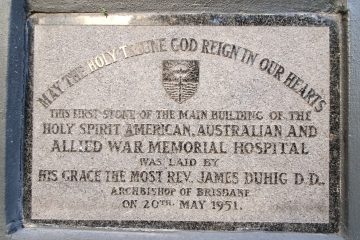 MAY THE HOLY TRIUNE GOD REIGN IN OUR HEARTS
THIS FIRST STONE OF THE MAIN BUILDING OF THE
HOLY SPIRIT AMERICAN, AUSTRALIAN AND
ALLIED WAR MEMORIAL HOSPITAL
WAS LAID BY
HIS GRACE THE MOST REV. JAMES DUHIG D.D.,
ARCHBISHOP OF BRISBANE
ON 20TH. MAY 1951.